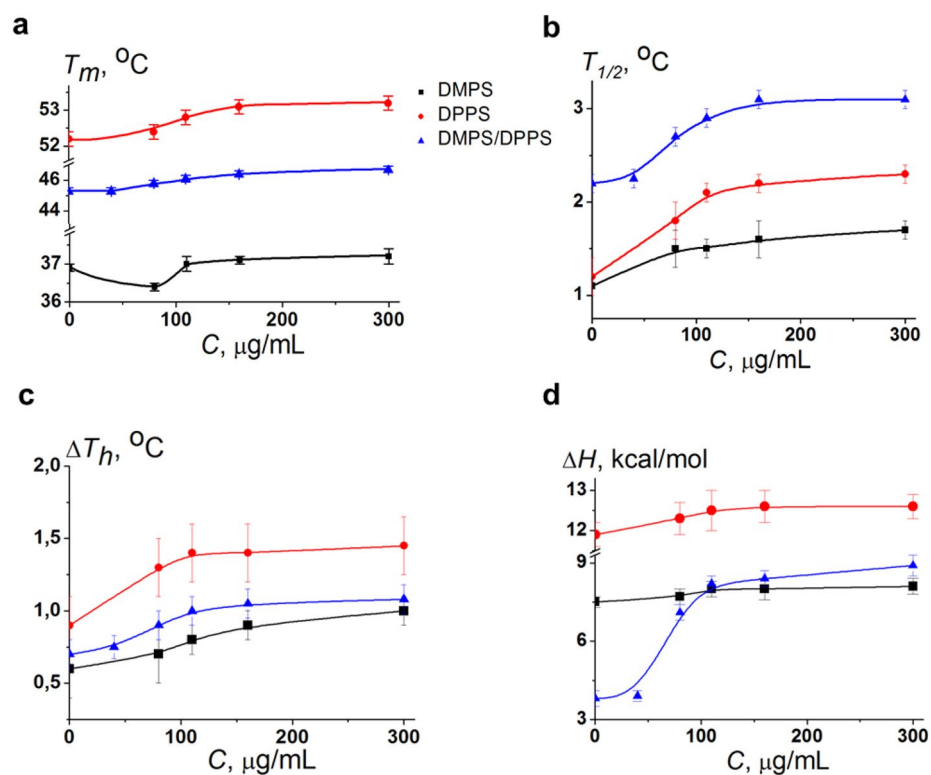 a
Tm, °C
53
52
46
44
37
36
0
100
200
300
C, μg/mL
DMPS
DPPS
DMPS/DPPS
b
T1/2, °C
3
2
1
0
100
200
300
C, μg/mL
c
ΔTh, °C
2,0
1,5
1,0
0,5
0
100
200
300
C, μg/mL
d
ΔH, kcal/mol
13
12
9
6
3
0
100
200
300
C, μg/mL